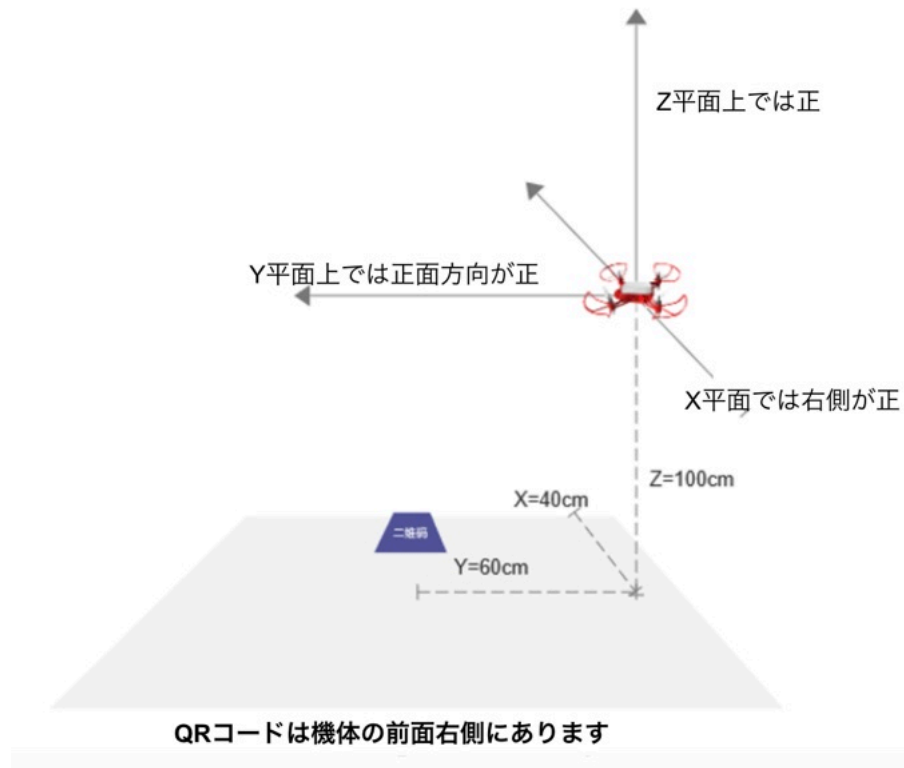 Z平面上では正
Y平面上では正面方向が正
X平面では右側が正
Z=100cm
X=40cm
二维码
Y=60cm
QRコードは機体の前面右側にあります